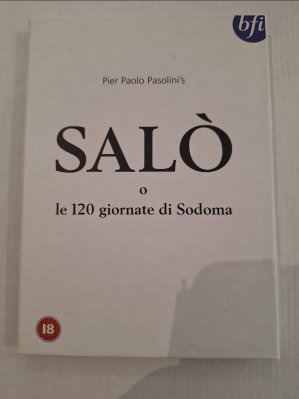 bfi
Pier Paolo Pasolini's
SALÒ
o
le 120 giornate di Sodoma
18